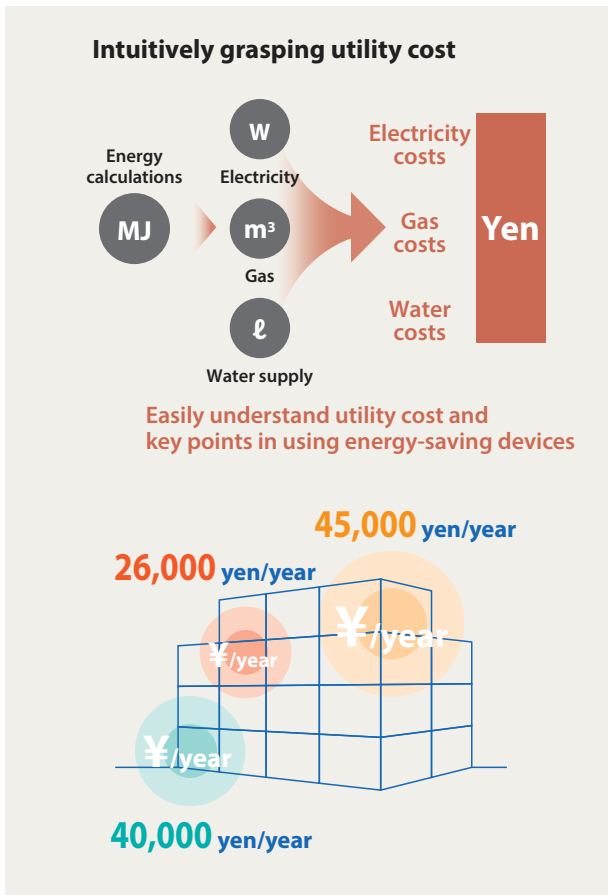 Intuitively grasping utility cost
Energy
calculations
MJ
W
Electricity
m³
Gas
ℓ
Water supply
Electricity
costs
Gas
costs
Water
costs
Yen
Easily understand utility cost and
key points in using energy-saving devices
45,000 yen/year
26,000 yen/year
¥/year
¥/year
¥/year
40,000 yen/year